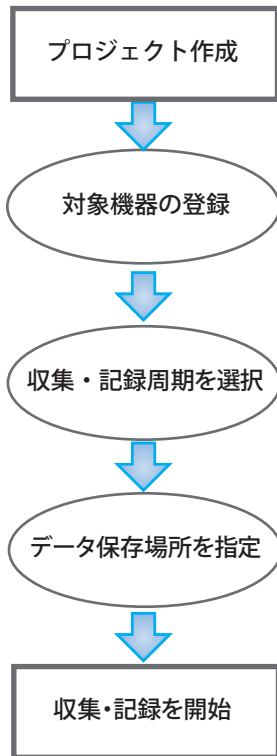 プロジェクト作成
対象機器の登録
収集・記録周期を選択
データ保存場所を指定
収集・記録を開始